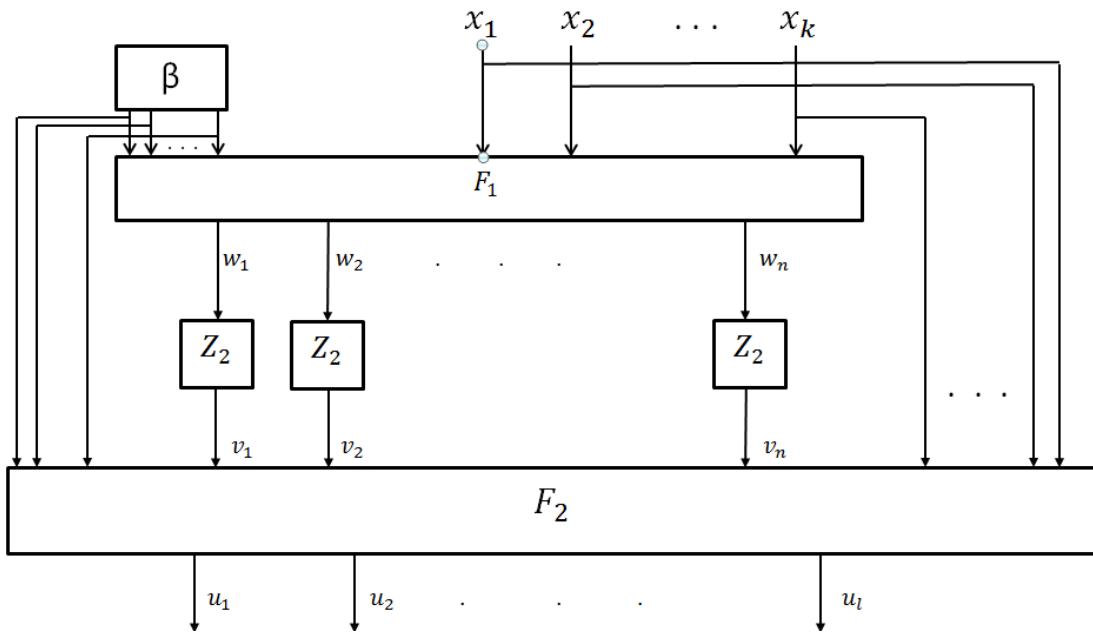 x₁ x₂ . . . xₖ
β
. . .
F₁
w₁ w₂ . . . wₙ
Z₂ Z₂ Z₂
. . .
v₁ v₂ vₙ
F₂
u₁ u₂ . . . uₗ